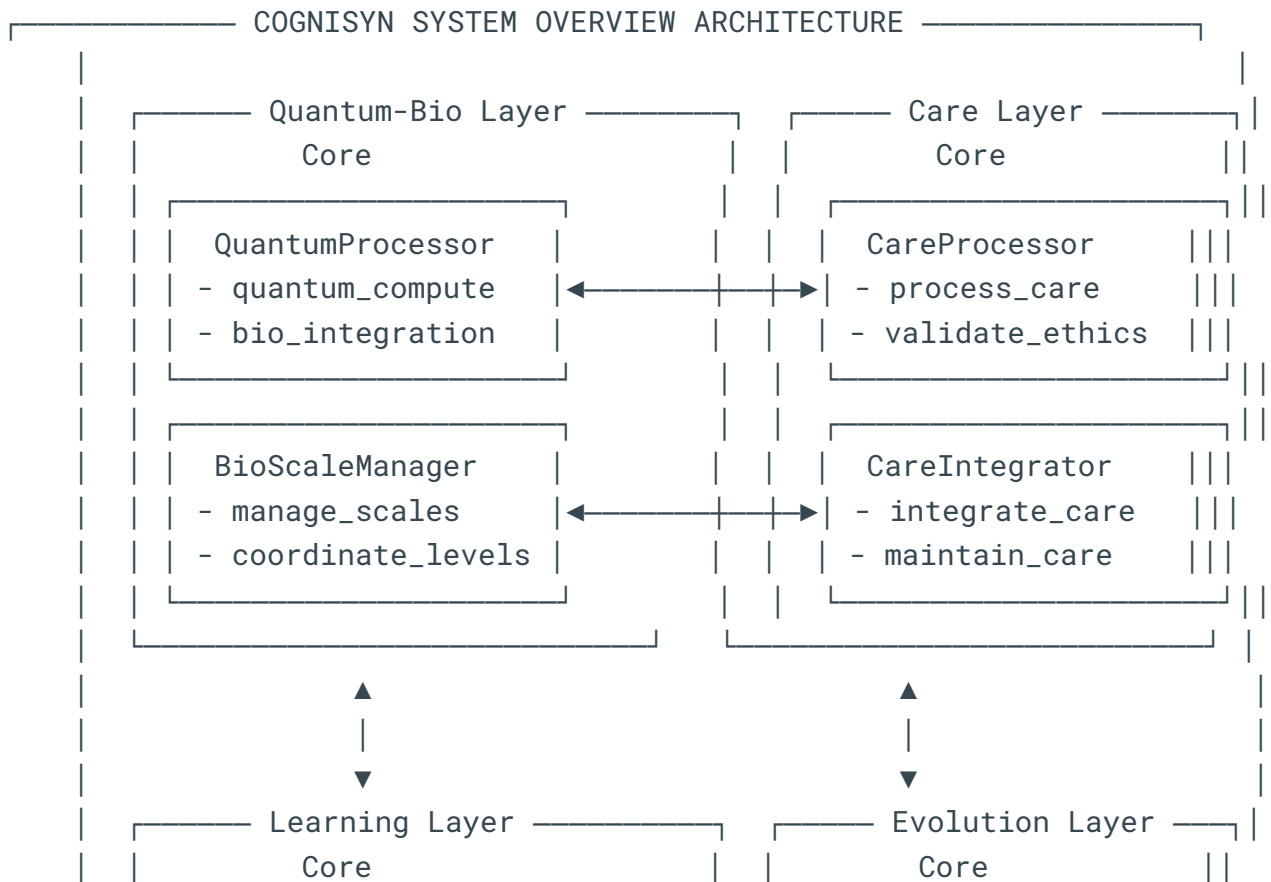 COGNISYN SYSTEM OVERVIEW ARCHITECTURE
Quantum-Bio Layer Care Layer
Core Core
QuantumProcessor CareProcessor
- quantum_compute - process_care
- bio_integration - validate_ethics
BioScaleManager CareIntegrator
- manage_scales - integrate_care
- coordinate_levels - maintain_care
Learning Layer Evolution Layer
Core Core